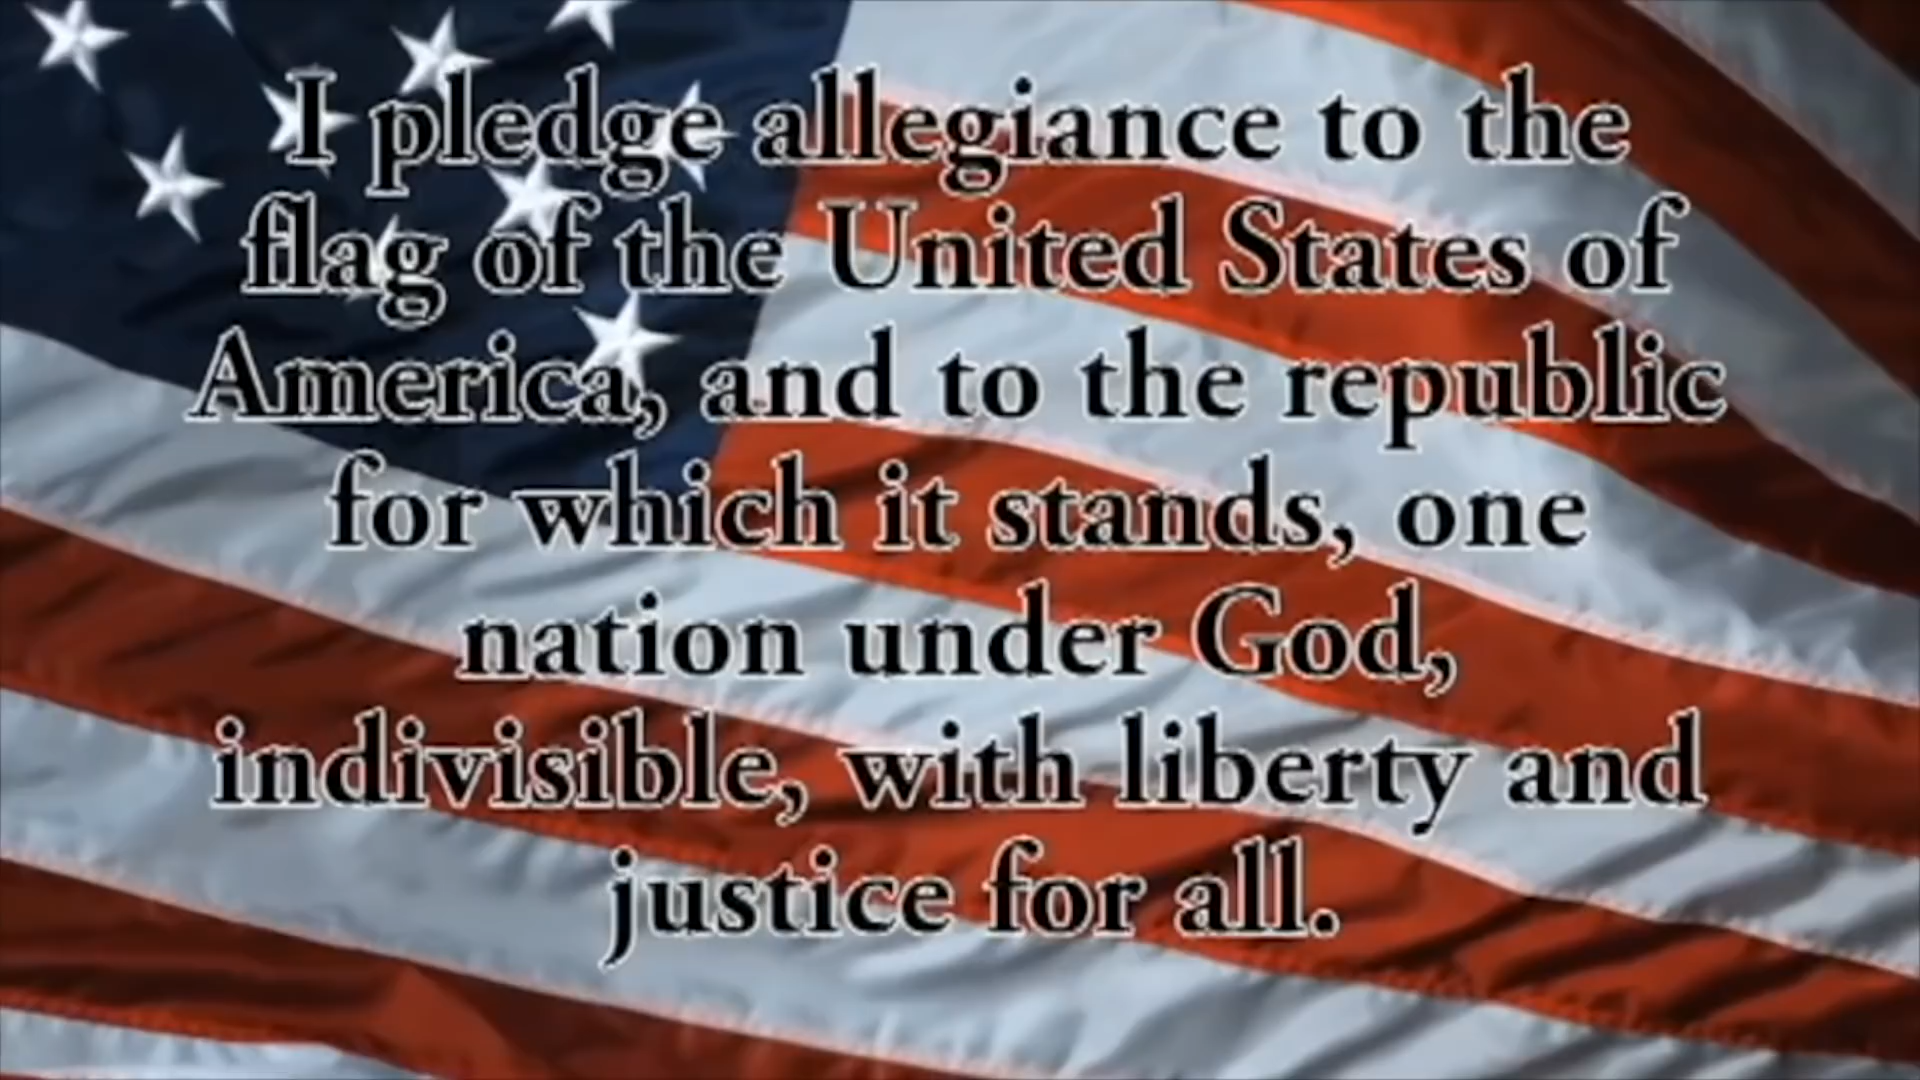 I pledge allegiance to the
flag of the United States of
America, and to the republic
for which it stands, one
nation under God,
indivisible, with liberty and
justice for all.